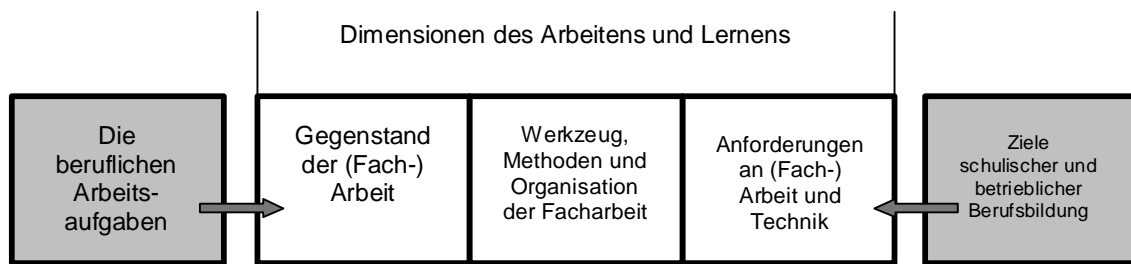 Dimensionen des Arbeitens und Lernens
Die
beruflichen
Arbeits-
aufgaben
Gegenstand
der (Fach-)
Arbeit
Werkzeug,
Methoden und
Organisation
der Facharbeit
Anforderungen
an (Fach-)
Arbeit und
Technik
Ziele
schulischer und
betrieblicher
Berufsbildung